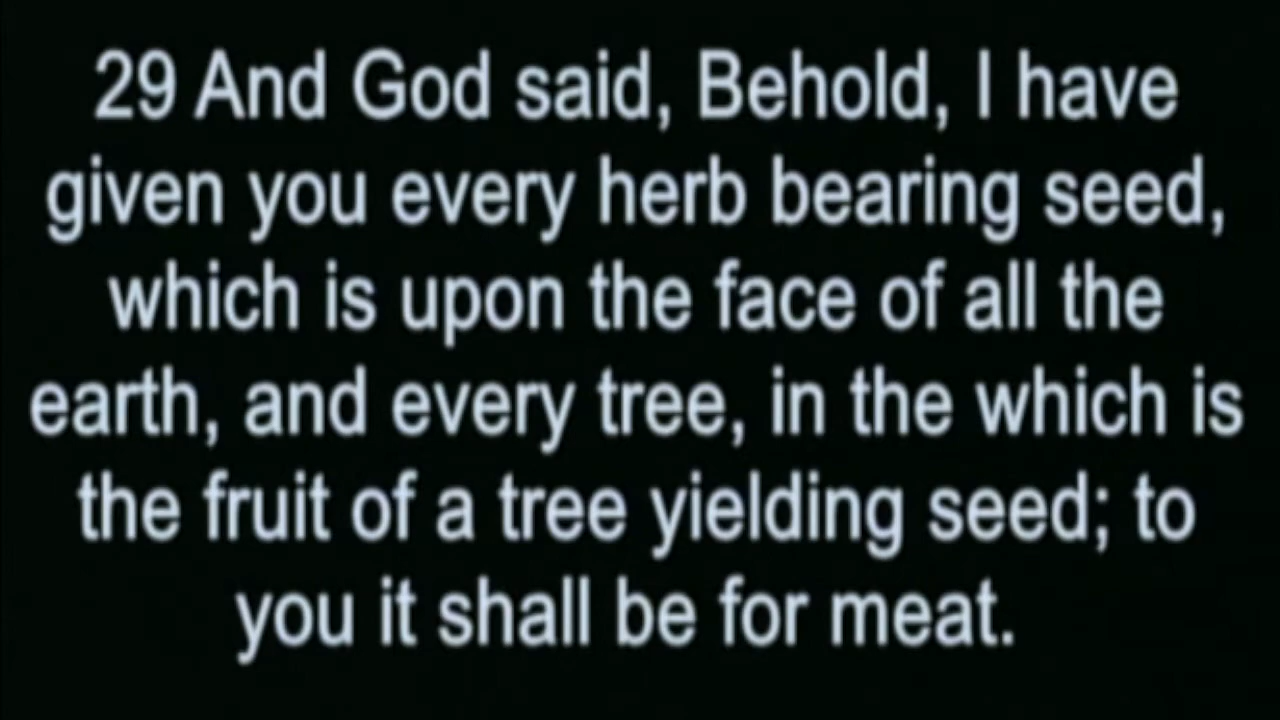 29 And God said, Behold, I have
given you every herb bearing seed,
which is upon the face of all the
earth, and every tree, in the which is
the fruit of a tree yielding seed; to
you it shall be for meat.